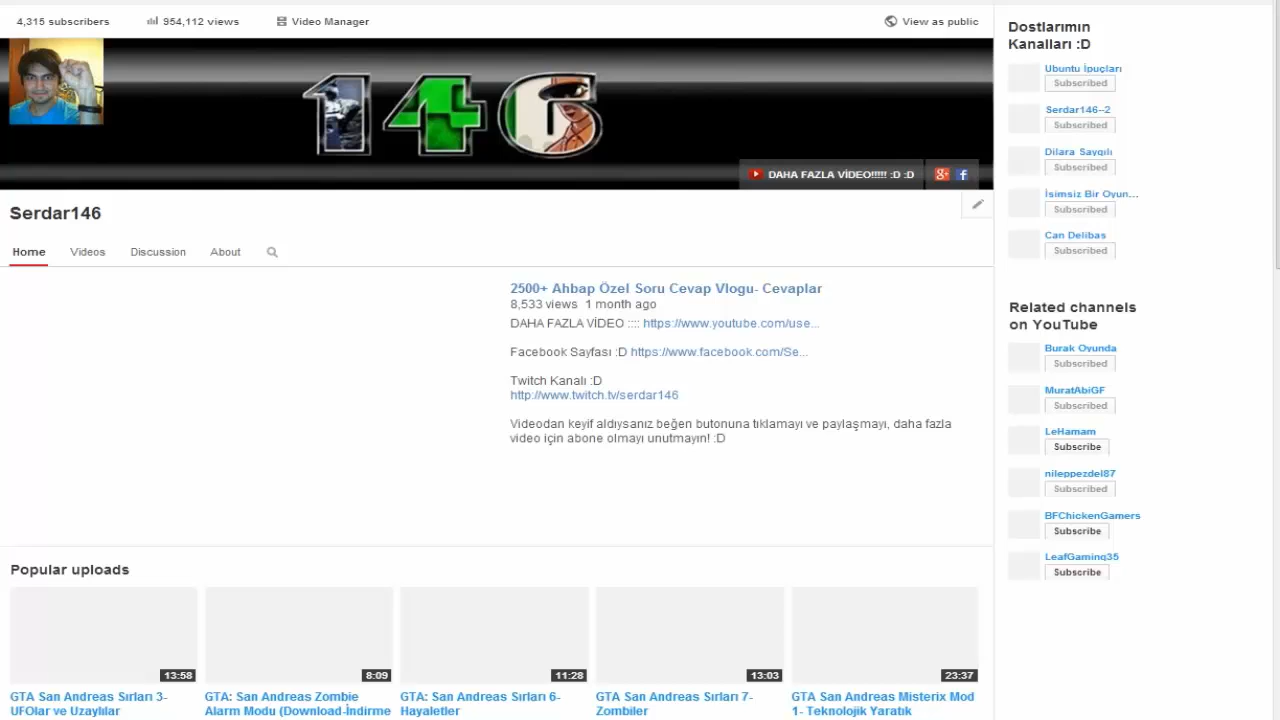 4,315 subscribers
954,112 views
Video Manager
View as public
146
DAHA FAZLA VİDEO!!!!! :D :D
Serdar146
Home
Videos
Discussion
About
2500+ Ahbap Özel Soru Cevap Vlogu- Cevaplar
8,533 views 1 month ago
DAHA FAZLA VİDEO :::: https://www.youtube.com/use...
Facebook Sayfası :D https://www.facebook.com/Se...
Twitch Kanalı :D
http://www.twitch.tv/serdar146
Videodan keyif aldıysanız beğen butonuna tıklamayı ve paylaşmayı, daha fazla
video için abone olmayı unutmayın! :D
Popular uploads
13:58
GTA San Andreas Sırları 3-
UFOlar ve Uzaylılar
8:09
GTA: San Andreas Zombie
Alarm Modu (Download-İndirme
11:28
GTA: San Andreas Sırları 6-
Hayaletler
13:03
GTA San Andreas Sırları 7-
Zombiler
23:37
GTA San Andreas Misterix Mod
1- Teknolojik Yaratık
Dostlarımın
Kanalları :D
Ubuntu İpuçları
Subscribed
Serdar146--2
Subscribed
Dilara Saygılı
Subscribed
İsimsiz Bir Oyun...
Subscribed
Can Delibas
Subscribed
Related channels
on YouTube
Burak Oyunda
Subscribed
MuratAbiGF
Subscribed
LeHamam
Subscribe
nileppezdel87
Subscribed
BFChickenGamers
Subscribe
LeafGaming35
Subscribe